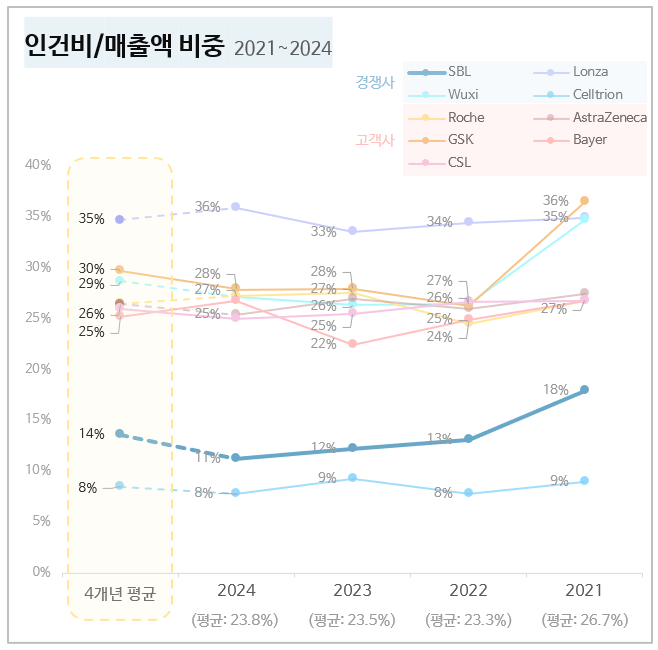 인건비/매출액 비중 2021~2024
경쟁사
SBL
Lonza
Wuxi
Celltrion
고객사
Roche
AstraZeneca
GSK
Bayer
CSL
40%
35%
30%
25%
20%
15%
10%
5%
0%
35%
30%
29%
26%
25%
14%
8%
36%
28%
27%
25%
11%
8%
33%
28%
27%
26%
25%
22%
12%
9%
34%
27%
26%
25%
24%
13%
8%
36%
35%
27%
18%
9%
4개년 평균
2024
(평균: 23.8%)
2023
(평균: 23.5%)
2022
(평균: 23.3%)
2021
(평균: 26.7%)